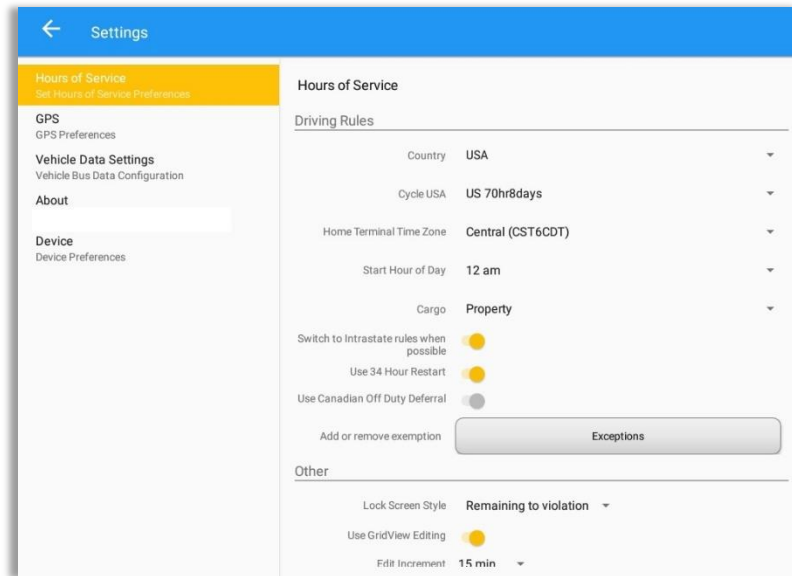 Settings
Hours of Service
Set Hours of Service Preferences
GPS
GPS Preferences
Vehicle Data Settings
Vehicle Bus Data Configuration
About
Device
Device Preferences
Hours of Service
Driving Rules
Country USA
Cycle USA US 70hr8days
Home Terminal Time Zone Central (CST6CDT)
Start Hour of Day 12 am
Cargo Property
Switch to Intrastate rules when
possible
Use 34 Hour Restart
Use Canadian Off Duty Deferral
Add or remove exemption Exceptions
Other
Lock Screen Style Remaining to violation
Use GridView Editing
Edit Increment 15 min